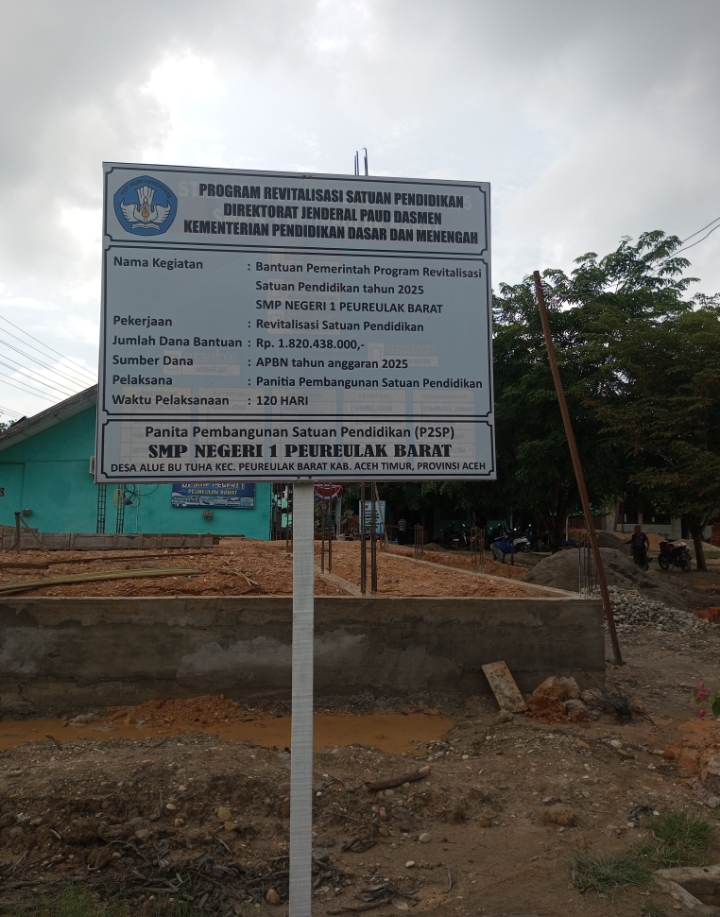 PROGRAM REVITALISASI SATUAN PENDIDIKAN
DIREKTORAT JENDERAL PAUD DASMEN
KEMENTERIAN PENDIDIKAN DASAR DAN MENENGAH
Nama Kegiatan : Bantuan Pemerintah Program Revitalisasi
Satuan Pendidikan tahun 2025
SMP NEGERI 1 PEUREULAK BARAT
Pekerjaan : Revitalisasi Satuan Pendidikan
Jumlah Dana Bantuan : Rp. 1.820.438.000,-
Sumber Dana : APBN tahun anggaran 2025
Pelaksana : Panitia Pembangunan Satuan Pendidikan
Waktu Pelaksanaan : 120 HARI
Panita Pembangunan Satuan Pendidikan (P2SP)
SMP NEGERI 1 PEUREULAK BARAT
DESA ALUE BU TUHA KEC. PEUREULAK BARAT KAB. ACEH TIMUR, PROVINSI ACEH
PEUREULAK BARAT